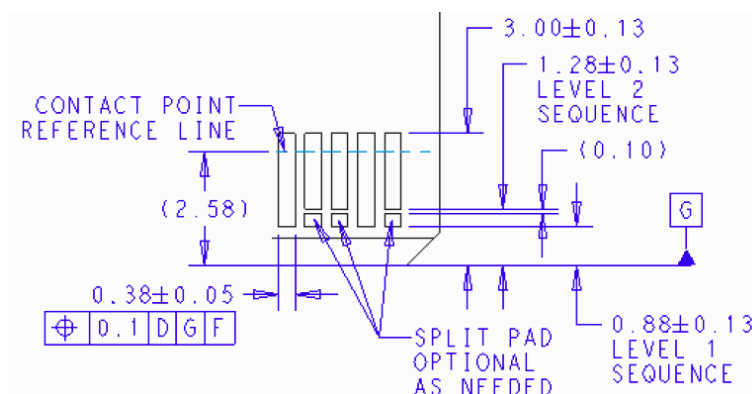 3.00±0.13
1.28±0.13
LEVEL 2
SEQUENCE
CONTACT POINT
REFERENCE LINE
(0.10)
(2.58)
G
0.38±0.05
⌖ 0.1 D G F
SPLIT PAD
OPTIONAL
AS NEEDED
0.88±0.13
LEVEL 1
SEQUENCE